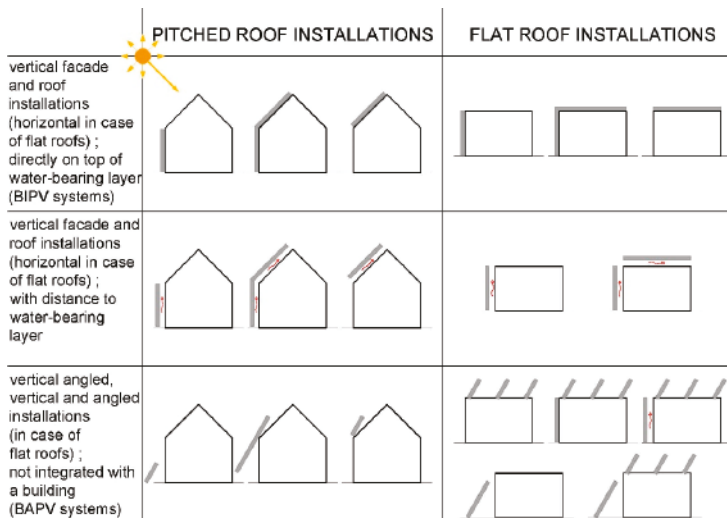 PITCHED ROOF INSTALLATIONS
FLAT ROOF INSTALLATIONS
vertical facade
and roof
installations
(horizontal in case
of flat roofs) ;
directly on top of
water-bearing layer
(BIPV systems)
vertical facade and
roof installations
(horizontal in case
of flat roofs) ;
with distance to
water-bearing
layer
vertical angled,
vertical and angled
installations
(in case of
flat roofs) ;
not integrated with
a building
(BAPV systems)